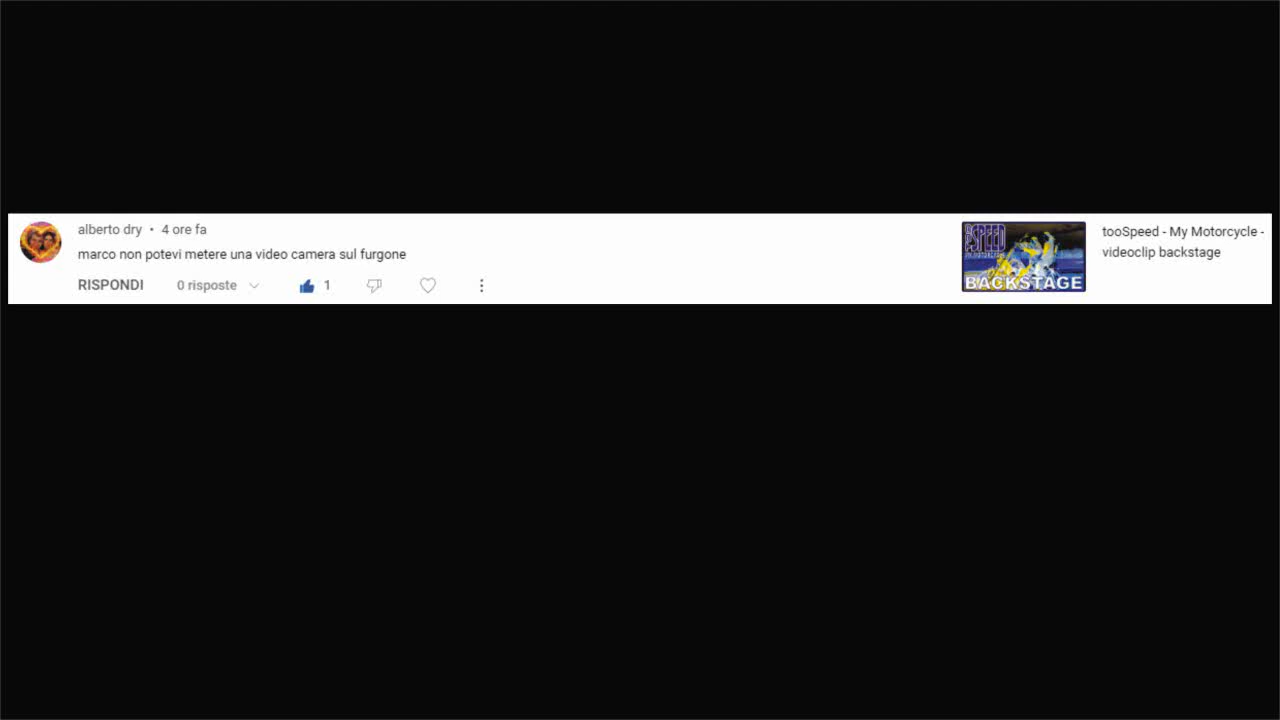 alberto dry • 4 ore fa
marco non potevi metere una video camera sul furgone
RISPONDI 0 risposte 1
SPEED
BACKSTAGE
tooSpeed - My Motorcycle -
videoclip backstage